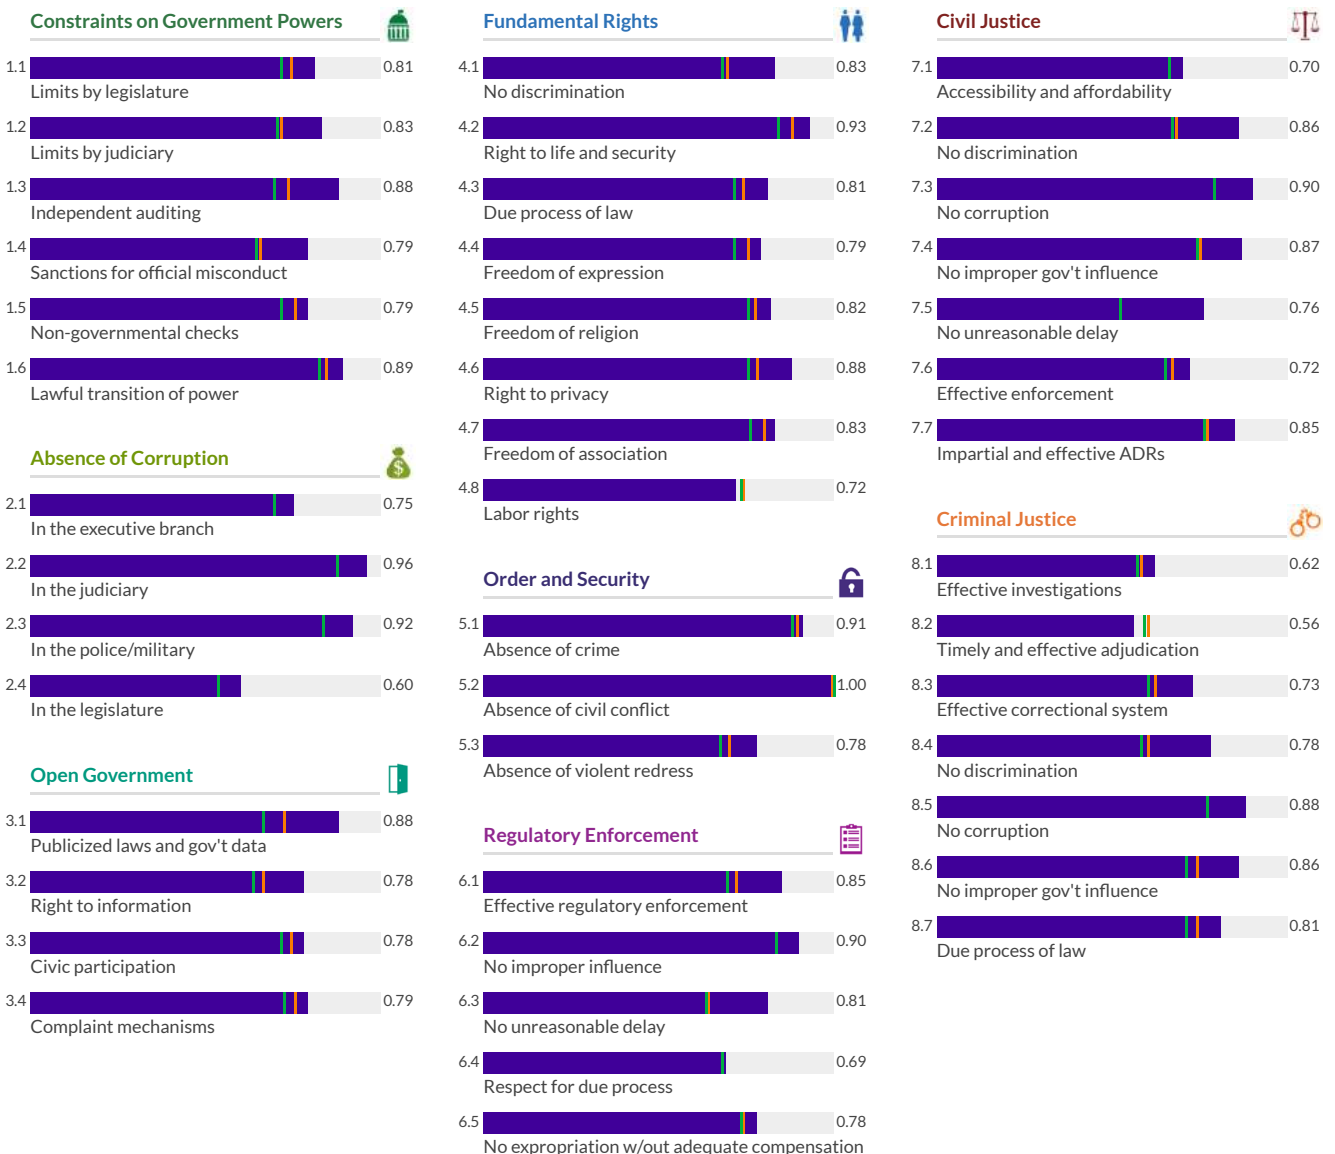 Constraints on Government Powers
1.1 0.81
Limits by legislature
1.2 0.83
Limits by judiciary
1.3 0.88
Independent auditing
1.4 0.79
Sanctions for official misconduct
1.5 0.79
Non-governmental checks
1.6 0.89
Lawful transition of power
Absence of Corruption
2.1 0.75
In the executive branch
2.2 0.96
In the judiciary
2.3 0.92
In the police/military
2.4 0.60
In the legislature
Open Government
3.1 0.88
Publicized laws and gov't data
3.2 0.78
Right to information
3.3 0.78
Civic participation
3.4 0.79
Complaint mechanisms
Fundamental Rights
4.1 0.83
No discrimination
4.2 0.93
Right to life and security
4.3 0.81
Due process of law
4.4 0.79
Freedom of expression
4.5 0.82
Freedom of religion
4.6 0.88
Right to privacy
4.7 0.83
Freedom of association
4.8 0.72
Labor rights
Order and Security
5.1 0.91
Absence of crime
5.2 1.00
Absence of civil conflict
5.3 0.78
Absence of violent redress
Regulatory Enforcement
6.1 0.85
Effective regulatory enforcement
6.2 0.90
No improper influence
6.3 0.81
No unreasonable delay
6.4 0.69
Respect for due process
6.5 0.78
No expropriation w/out adequate compensation
Civil Justice
7.1 0.70
Accessibility and affordability
7.2 0.86
No discrimination
7.3 0.90
No corruption
7.4 0.87
No improper gov't influence
7.5 0.76
No unreasonable delay
7.6 0.72
Effective enforcement
7.7 0.85
Impartial and effective ADRs
Criminal Justice
8.1 0.62
Effective investigations
8.2 0.56
Timely and effective adjudication
8.3 0.73
Effective correctional system
8.4 0.78
No discrimination
8.5 0.88
No corruption
8.6 0.86
No improper gov't influence
8.7 0.81
Due process of law